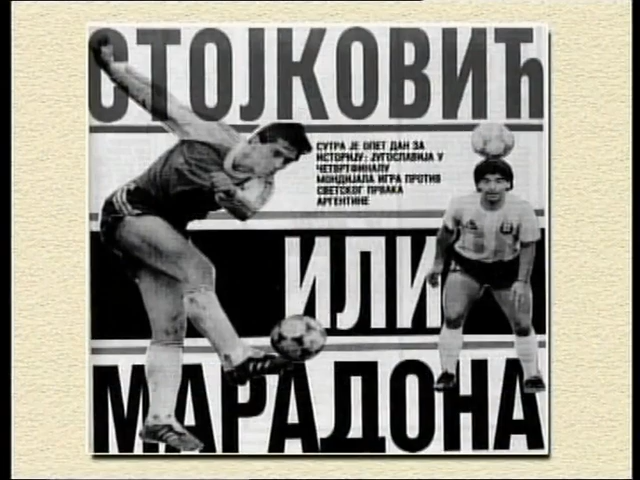 СТОЈКОВИЋ
СУТРА ЈЕ ОПЕТ ДАН ЗА
ИСТОРИЈУ: ЈУГОСЛАВИЈА У
ЧЕТВРТФИНАЛУ
МОНДИЈАЛА ИГРА ПРОТИВ
СВЕТСКОГ ПРВАКА
АРГЕНТИНЕ
ИЛИ
МАРАДОНА